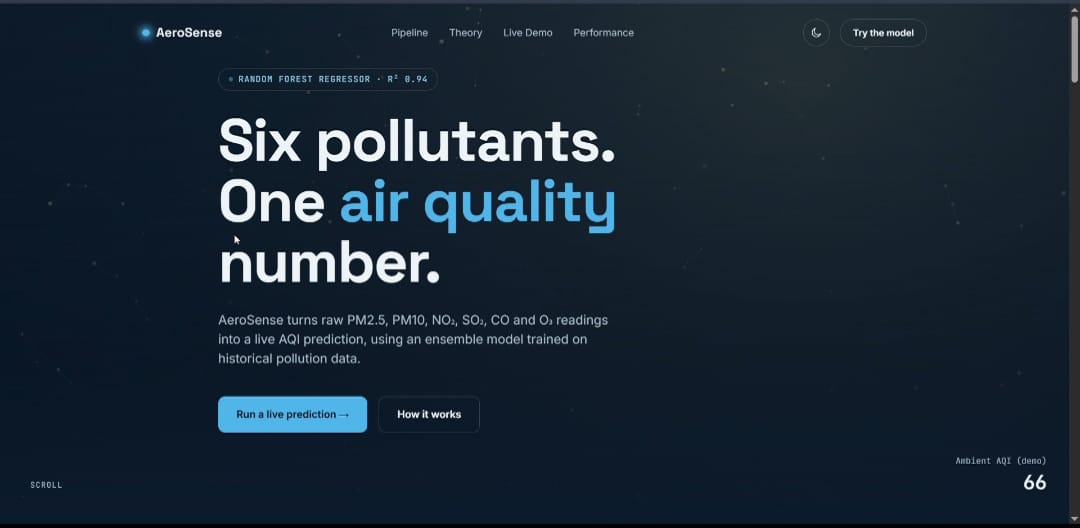 AeroSense
Pipeline Theory Live Demo Performance
Try the model
RANDOM FOREST REGRESSOR · R² 0.94
Six pollutants.
One air quality
number.
AeroSense turns raw PM2.5, PM10, NO₂, SO₂, CO and O₃ readings
into a live AQI prediction, using an ensemble model trained on
historical pollution data.
Run a live prediction →
How it works
Ambient AQI (demo)
66
SCROLL